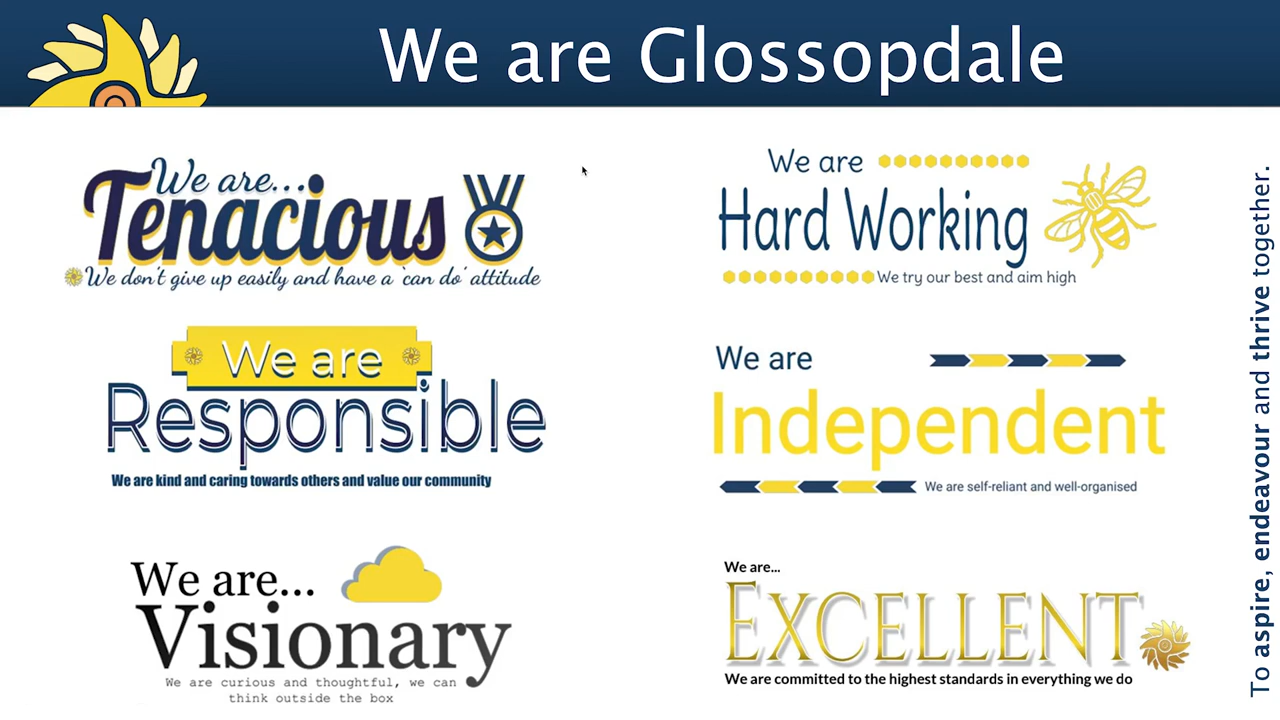 We are Glossopdale
We are...
Tenacious
We don't give up easily and have a 'can do' attitude
We are
Hard Working
We try our best and aim high
We are
Responsible
We are kind and caring towards others and value our community
We are
Independent
We are self-reliant and well-organised
We are...
Visionary
We are curious and thoughtful, we can
think outside the box
We are...
EXCELLENT
We are committed to the highest standards in everything we do
To aspire, endeavour and thrive together.